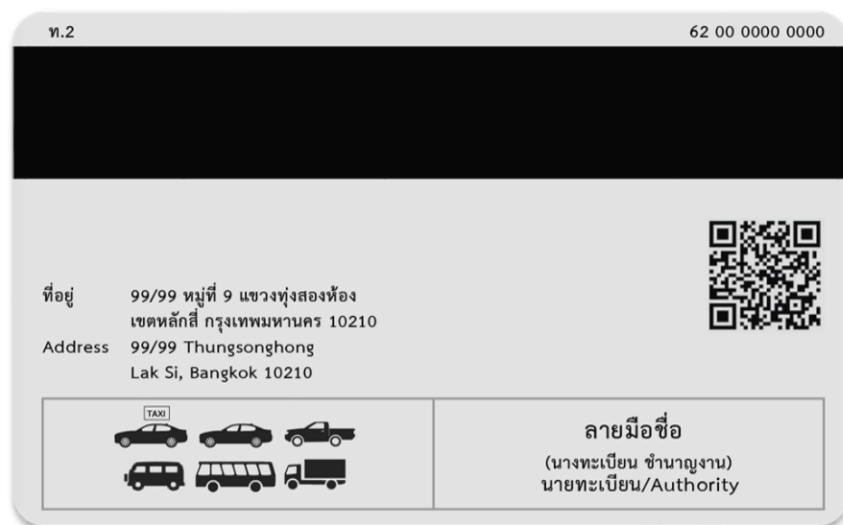 ท.2 62 00 0000 0000
ที่อยู่ 99/99 หมู่ที่ 9 แขวงทุ่งสองห้อง
เขตหลักสี่ กรุงเทพมหานคร 10210
Address 99/99 Thungsonghong
Lak Si, Bangkok 10210
TAXI
ลายมือชื่อ
(นางทะเบียน ชำนาญงาน)
นายทะเบียน/Authority